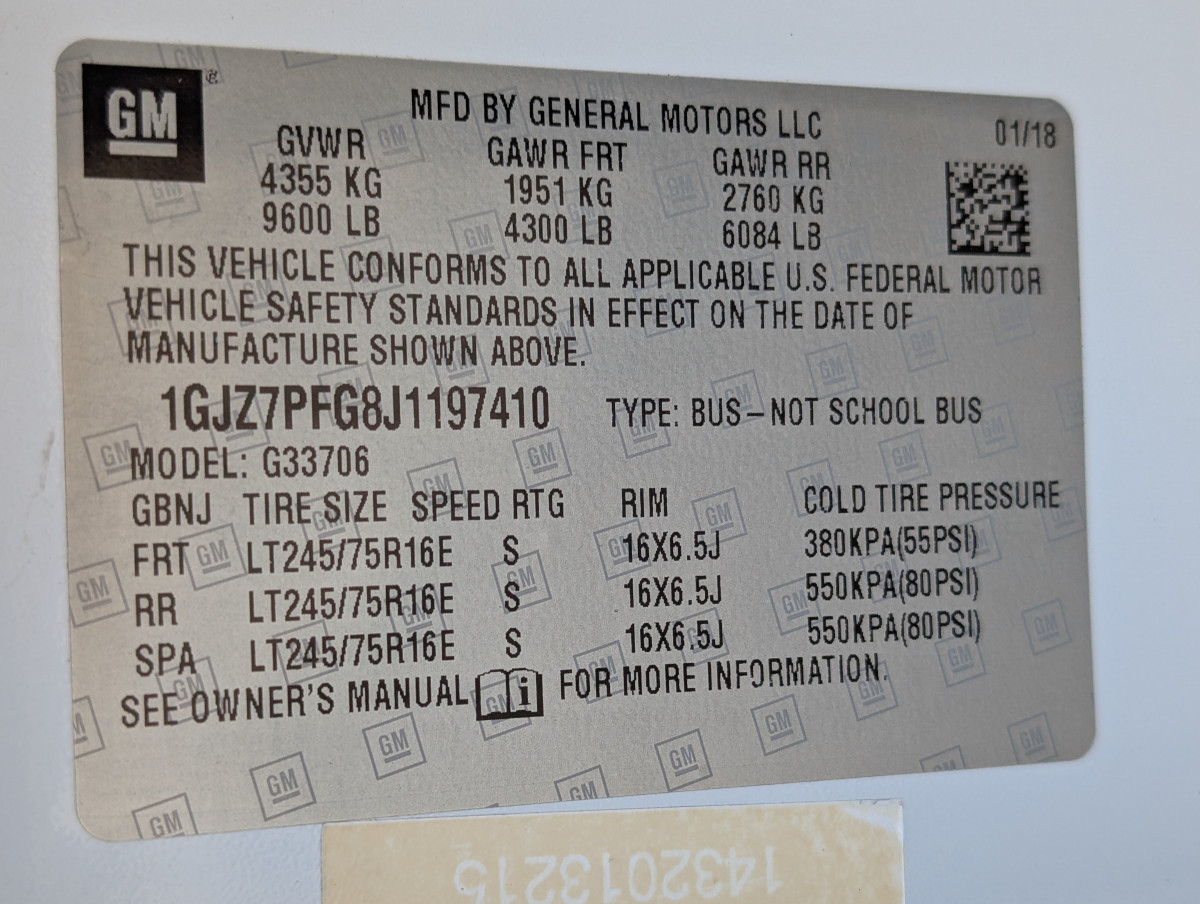 GM
MFD BY GENERAL MOTORS LLC
01/18
GVWR GAWR FRT GAWR RR
4355 KG 1951 KG 2760 KG
9600 LB 4300 LB 6084 LB
THIS VEHICLE CONFORMS TO ALL APPLICABLE U.S. FEDERAL MOTOR
VEHICLE SAFETY STANDARDS IN EFFECT ON THE DATE OF
MANUFACTURE SHOWN ABOVE.
1GJZ7PFG8J1197410 TYPE: BUS–NOT SCHOOL BUS
MODEL: G33706
GBNJ TIRE SIZE SPEED RTG RIM COLD TIRE PRESSURE
FRT LT245/75R16E S 16X6.5J 380KPA(55PSI)
RR LT245/75R16E S 16X6.5J 550KPA(80PSI)
SPA LT245/75R16E S 16X6.5J 550KPA(80PSI)
SEE OWNER'S MANUAL i FOR MORE INFORMATION.
1432013215